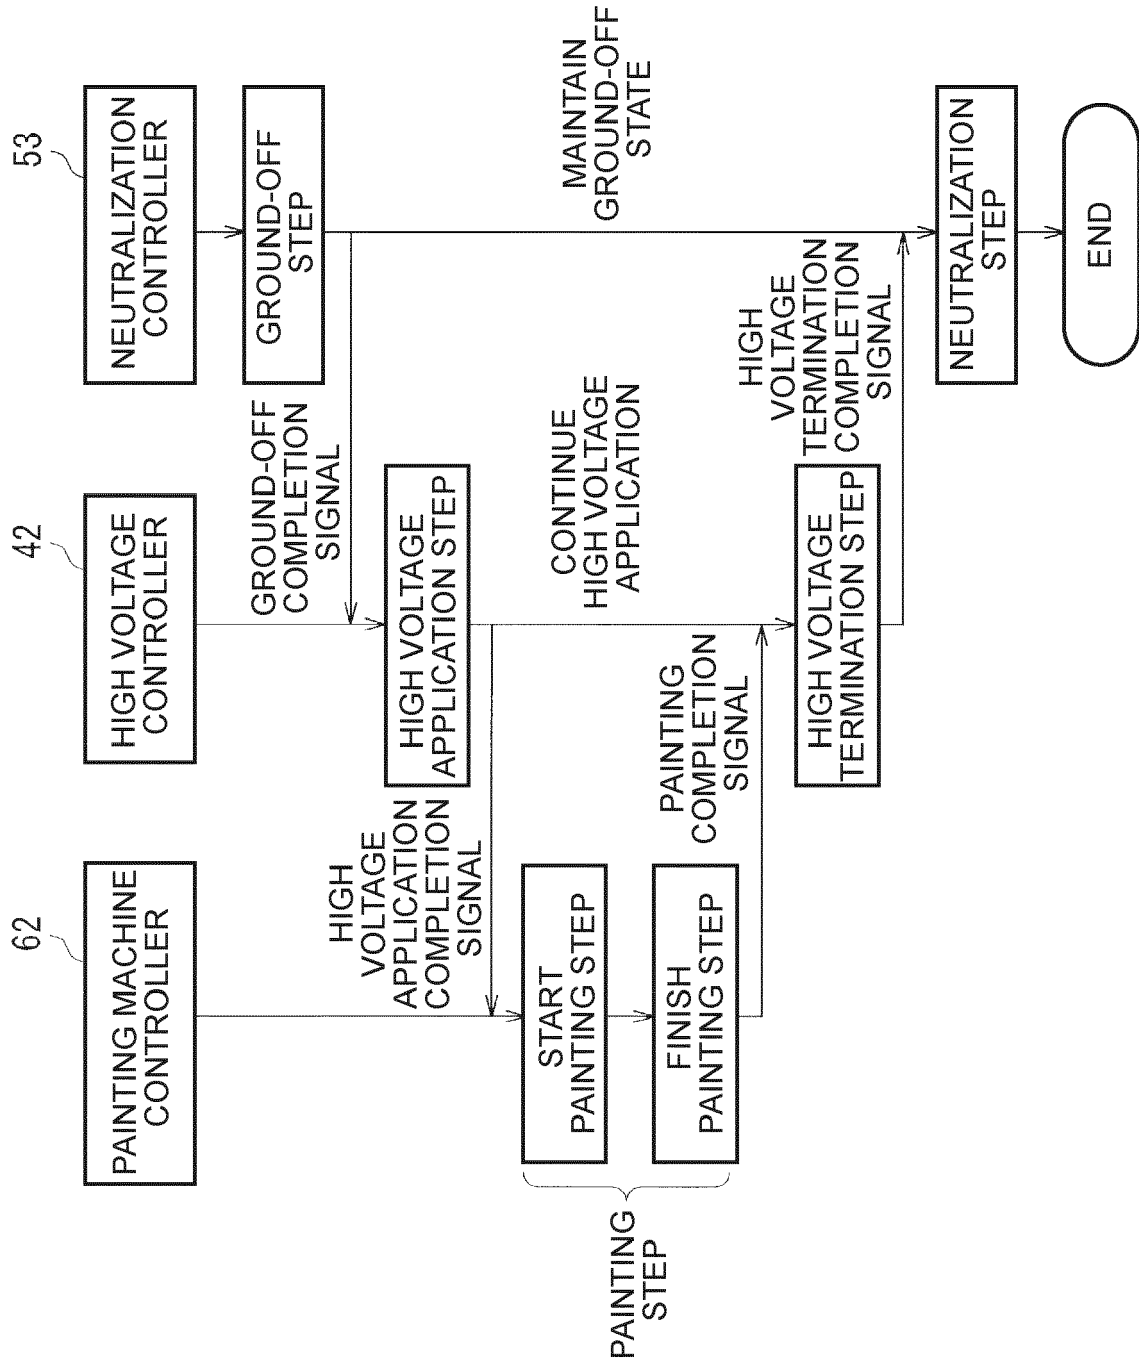 62
PAINTING MACHINE
CONTROLLER
42
HIGH VOLTAGE
CONTROLLER
53
NEUTRALIZATION
CONTROLLER
GROUND-OFF
STEP
GROUND-OFF
COMPLETION
SIGNAL
HIGH VOLTAGE
APPLICATION STEP
HIGH
VOLTAGE
APPLICATION
COMPLETION
SIGNAL
START
PAINTING STEP
FINISH
PAINTING STEP
PAINTING
STEP
CONTINUE
HIGH VOLTAGE
APPLICATION
MAINTAIN
GROUND-OFF
STATE
PAINTING
COMPLETION
SIGNAL
HIGH VOLTAGE
TERMINATION STEP
HIGH
VOLTAGE
TERMINATION
COMPLETION
SIGNAL
NEUTRALIZATION
STEP
END